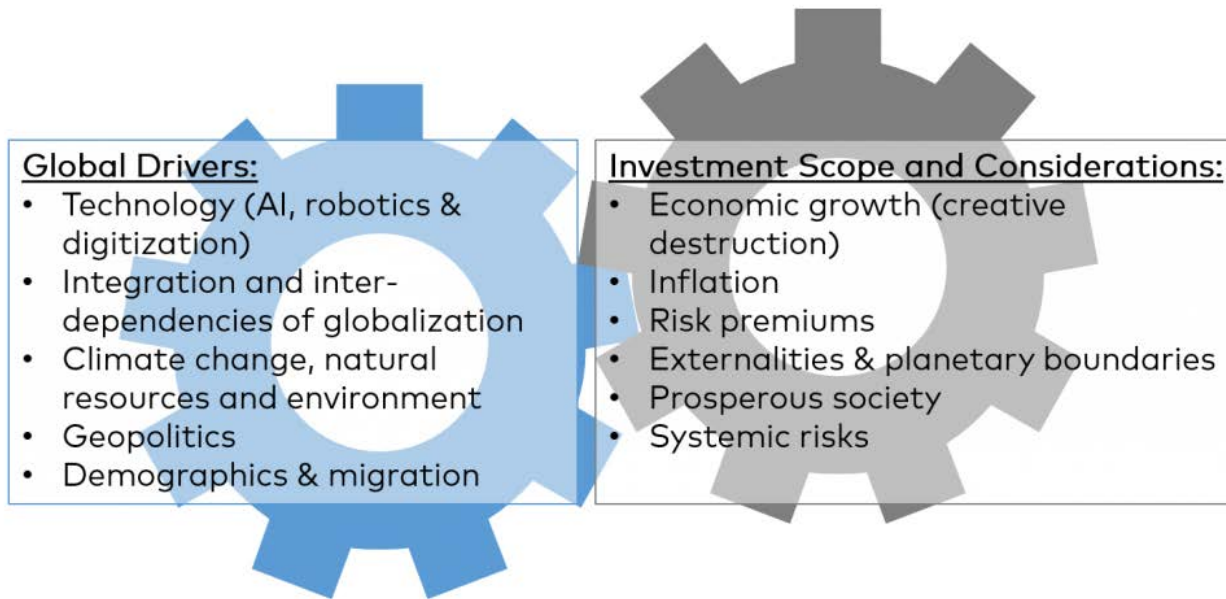 Global Drivers:
• Technology (AI, robotics &
digitization)
• Integration and inter-
dependencies of globalization
• Climate change, natural
resources and environment
• Geopolitics
• Demographics & migration
Investment Scope and Considerations:
• Economic growth (creative
destruction)
• Inflation
• Risk premiums
• Externalities & planetary boundaries
• Prosperous society
• Systemic risks